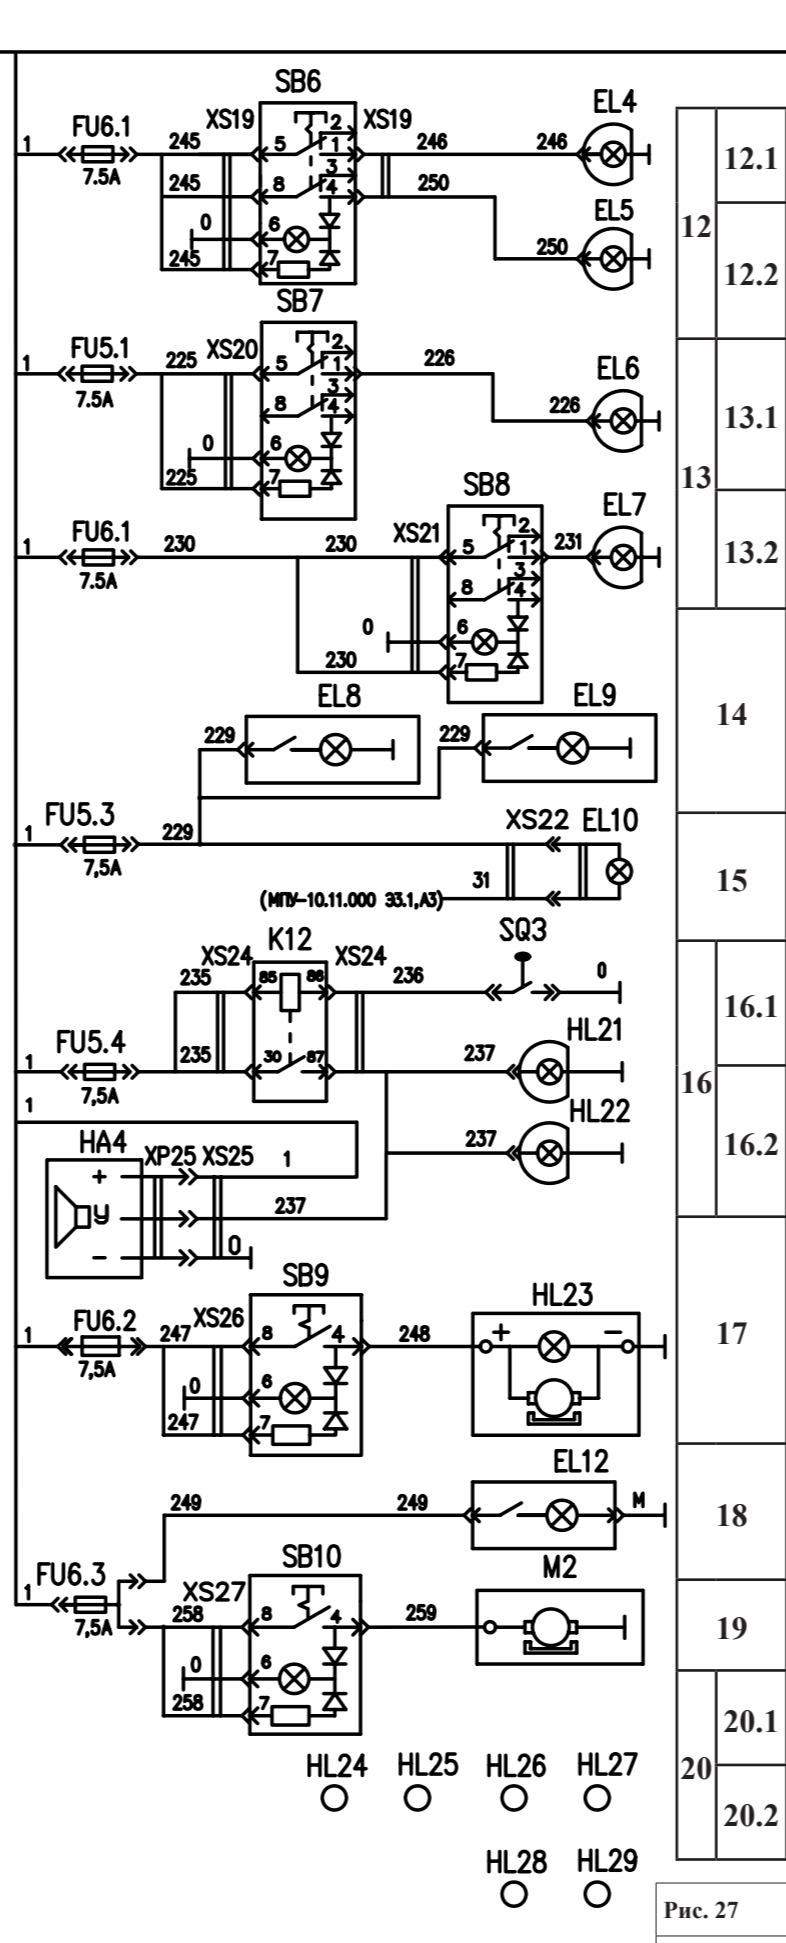 SB6
EL4
FU6.1 XS19 XS19
1 245 5 2 1 246 246
7.5A
12.1
245 8 3 4 250
EL5
12
0 6 250
12.2
245 7
SB7
FU5.1 XS20
1 225 5 2 1 226 EL6
7.5A
8 3 4 226
13.1
0 6
13
225 7
SB8
EL7
FU6.1 XS21
1 230 230 5 2 1 231
13.2
7.5A
8 3 4
0 6
230 7
EL8 EL9
14
229 229
FU5.3 XS22 EL10
1 229
7,5A
31
15
(МПУ-10.11.000 Э3.1,А3)
K12 SQ3
XS24 XS24
235 85 86 236 0
16.1
FU5.4 HL21
1 235 30 87 237
7,5A
16
1
HL22
HA4 XP25 XS25 1 237
16.2
+
У 237
− 0
SB9
HL23
FU6.2 XS26
1 247 8 4 248 + −
17
7,5A
0 6
247 7
EL12
249 249 М
18
SB10
M2
FU6.3 XS27
1 258 8 4 259
7,5A
19
0 6
258 7
20.1
HL24 HL25 HL26 HL27
20
20.2
HL28 HL29
Рис. 27